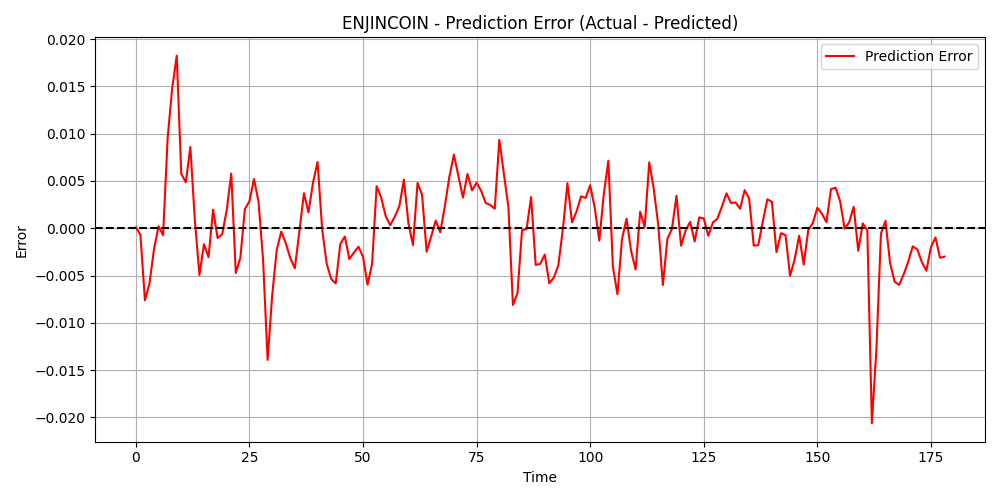 ENJINCOIN - Prediction Error (Actual - Predicted)
Prediction Error
Error
0.020
0.015
0.010
0.005
0.000
−0.005
−0.010
−0.015
−0.020
0 25 50 75 100 125 150 175
Time